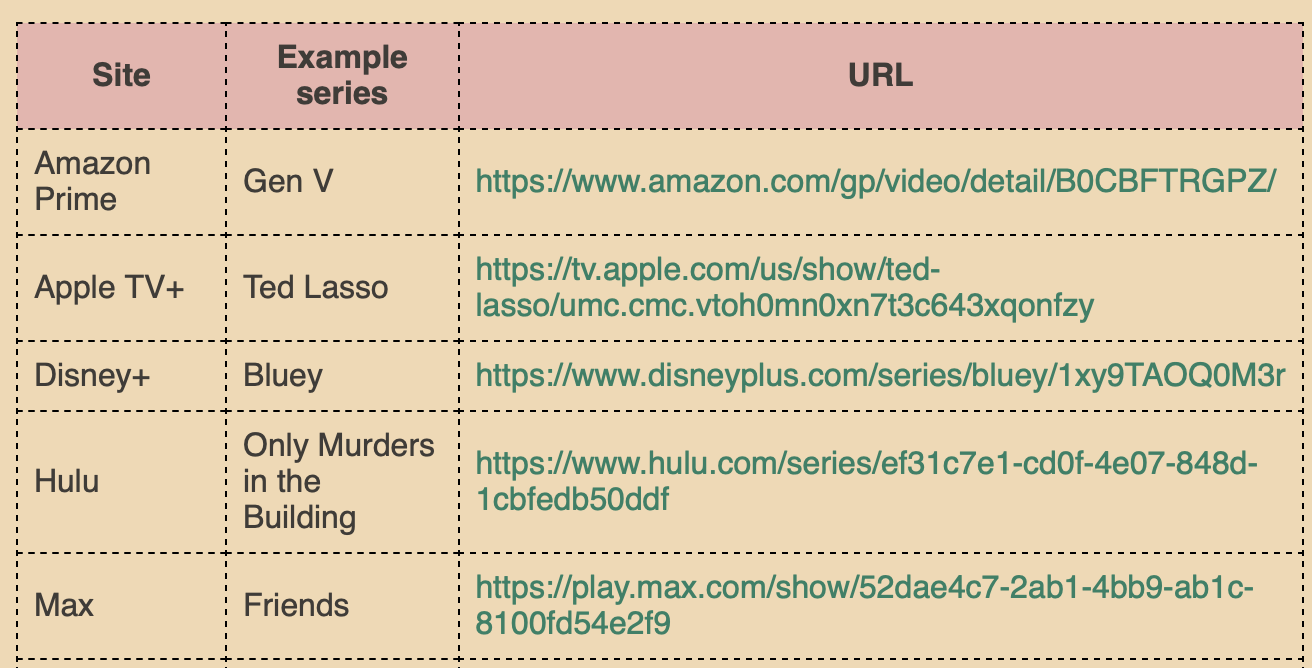 Site
Example
series
URL
Amazon
Prime
Gen V
https://www.amazon.com/gp/video/detail/B0CBFTRGPZ/
Apple TV+
Ted Lasso
https://tv.apple.com/us/show/ted-
lasso/umc.cmc.vtoh0mn0xn7t3c643xqonfzy
Disney+
Bluey
https://www.disneyplus.com/series/bluey/1xy9TAOQ0M3r
Hulu
Only Murders
in the
Building
https://www.hulu.com/series/ef31c7e1-cd0f-4e07-848d-
1cbfedb50ddf
Max
Friends
https://play.max.com/show/52dae4c7-2ab1-4bb9-ab1c-
8100fd54e2f9